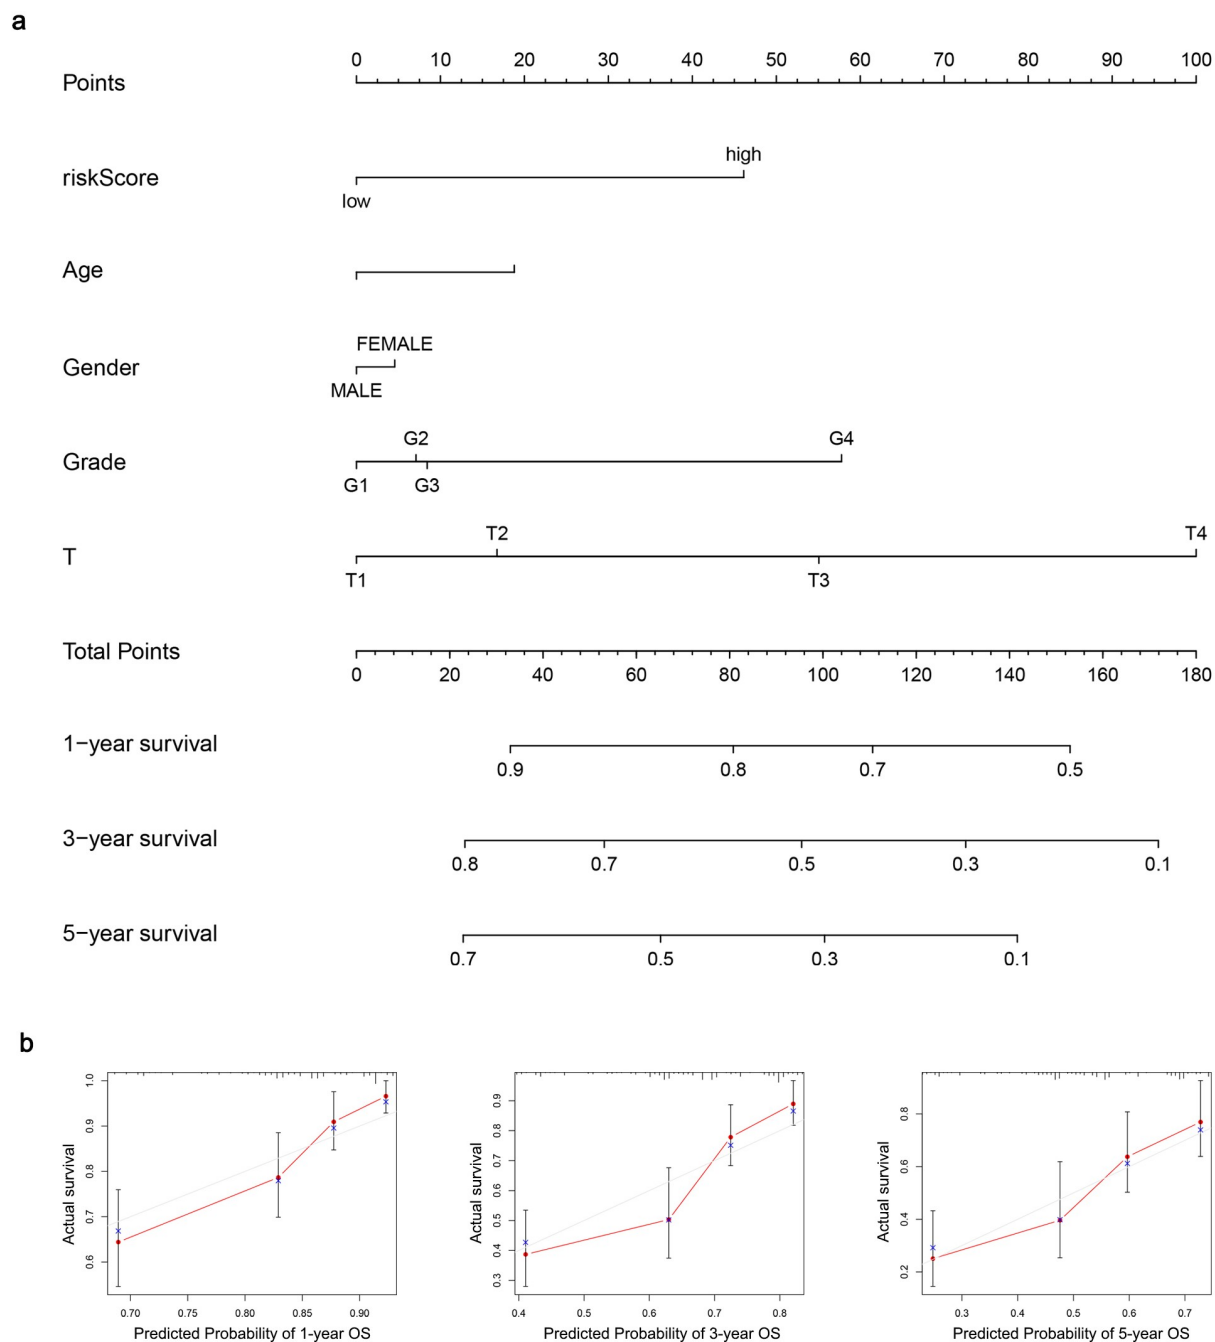 a
0 10 20 30 40 50 60 70 80 90 100
Points
high
riskScore
low
Age
FEMALE
Gender
MALE
G2 G4
Grade
G1 G3
T2 T4
T
T1 T3
Total Points
0 20 40 60 80 100 120 140 160 180
1−year survival
0.9 0.8 0.7 0.5
3−year survival
0.8 0.7 0.5 0.3 0.1
5−year survival
0.7 0.5 0.3 0.1
b
Actual survival
1.0
0.9
0.8
0.7
0.6
0.70 0.75 0.80 0.85 0.90
Predicted Probability of 1-year OS
Actual survival
0.9
0.8
0.7
0.6
0.5
0.4
0.3
0.4 0.5 0.6 0.7 0.8
Predicted Probability of 3-year OS
Actual survival
0.8
0.6
0.4
0.2
0.3 0.4 0.5 0.6 0.7
Predicted Probability of 5-year OS